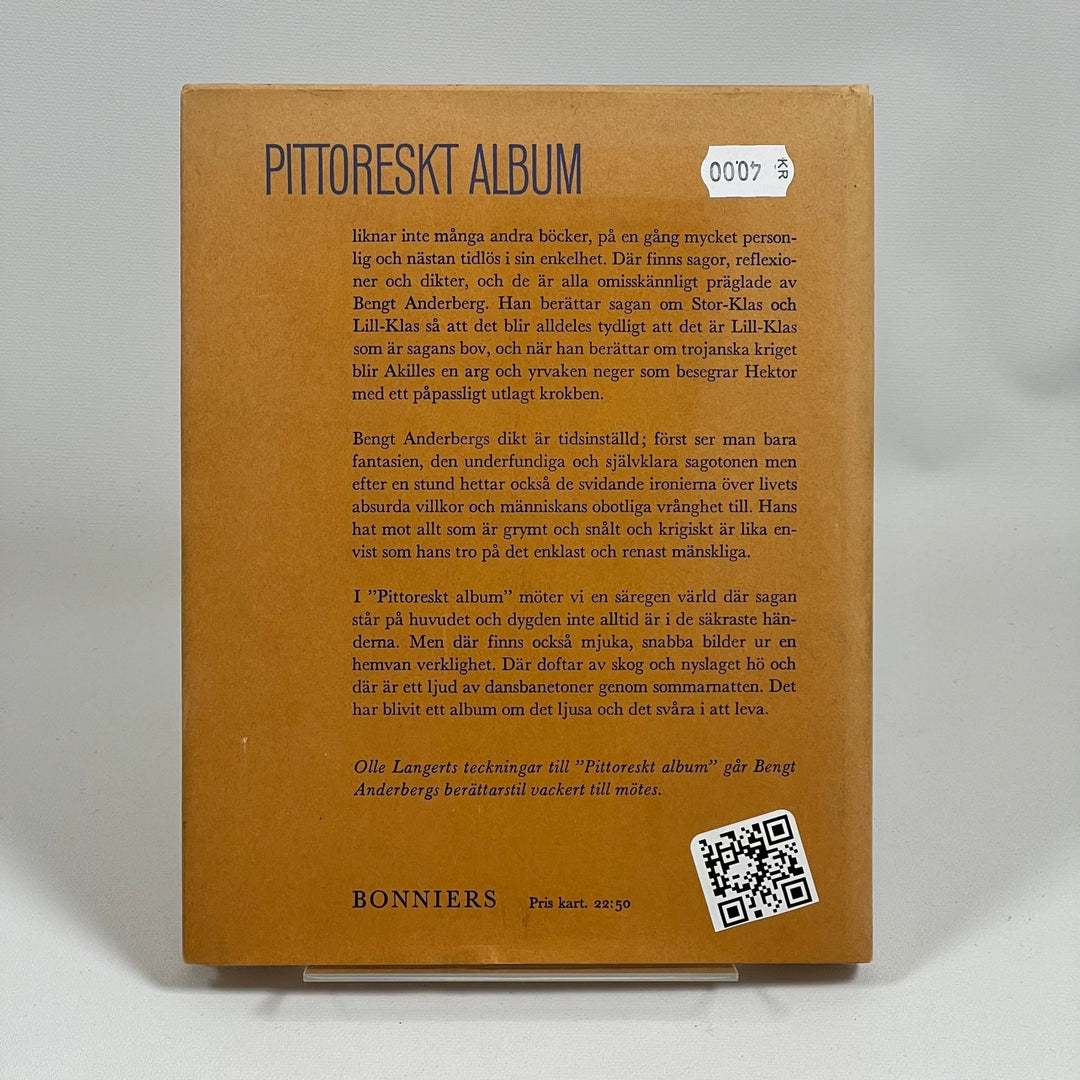 PITTORESKT ALBUM
KR 40.00
liknar inte många andra böcker, på en gång mycket person-
lig och nästan tidlös i sin enkelhet. Där finns sagor, reflexio-
ner och dikter, och de är alla omisskännligt präglade av
Bengt Anderberg. Han berättar sagan om Stor-Klas och
Lill-Klas så att det blir alldeles tydligt att det är Lill-Klas
som är sagans bov, och när han berättar om trojanska kriget
blir Akilles en arg och yrvaken neger som besegrar Hektor
med ett påpassligt utlagt krokben.
Bengt Anderbergs dikt är tidsinställd; först ser man bara
fantasien, den underfundiga och självklara sagotonen men
efter en stund hettar också de svidande ironierna över livets
absurda villkor och människans obotliga vrånghet till. Hans
hat mot allt som är grymt och snålt och krigiskt är lika en-
vist som hans tro på det enklast och renast mänskliga.
I ”Pittoreskt album” möter vi en säregen värld där sagan
står på huvudet och dygden inte alltid är i de säkraste hän-
derna. Men där finns också mjuka, snabba bilder ur en
hemvan verklighet. Där doftar av skog och nyslaget hö och
där är ett ljud av dansbanetoner genom sommarnatten. Det
har blivit ett album om det ljusa och det svåra i att leva.
Olle Langerts teckningar till ”Pittoreskt album” går Bengt
Anderbergs berättarstil vackert till mötes.
BONNIERS Pris kart. 22:50